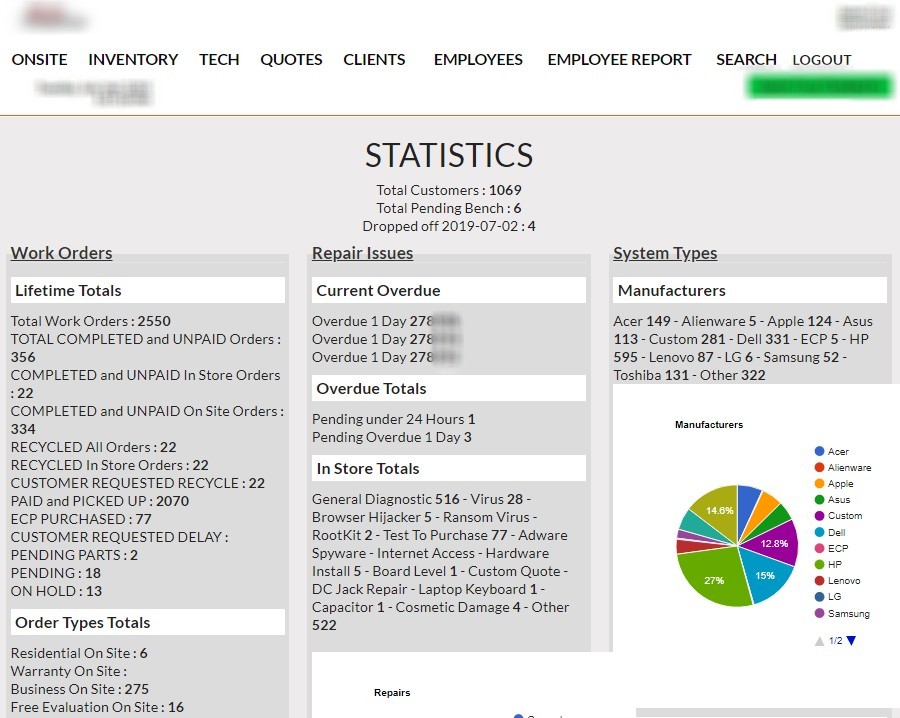 ONSITE INVENTORY TECH QUOTES CLIENTS EMPLOYEES EMPLOYEE REPORT SEARCH LOGOUT
STATISTICS
Total Customers : 1069
Total Pending Bench : 6
Dropped off 2019-07-02 : 4
Work Orders
Lifetime Totals
Total Work Orders : 2550
TOTAL COMPLETED and UNPAID Orders :
356
COMPLETED and UNPAID In Store Orders
: 22
COMPLETED and UNPAID On Site Orders :
334
RECYCLED All Orders : 22
RECYCLED In Store Orders : 22
CUSTOMER REQUESTED RECYCLE : 22
PAID and PICKED UP : 2070
ECP PURCHASED : 77
CUSTOMER REQUESTED DELAY :
PENDING PARTS : 2
PENDING : 18
ON HOLD : 13
Order Types Totals
Residential On Site : 6
Warranty On Site :
Business On Site : 275
Free Evaluation On Site : 16
Repair Issues
Current Overdue
Overdue 1 Day 278
Overdue 1 Day 278
Overdue 1 Day 278
Overdue Totals
Pending under 24 Hours 1
Pending Overdue 1 Day 3
In Store Totals
General Diagnostic 516 - Virus 28 -
Browser Hijacker 5 - Ransom Virus -
RootKit 2 - Test To Purchase 77 - Adware
Spyware - Internet Access - Hardware
Install 5 - Board Level 1 - Custom Quote -
DC Jack Repair - Laptop Keyboard 1 -
Capacitor 1 - Cosmetic Damage 4 - Other
522
Repairs
System Types
Manufacturers
Acer 149 - Alienware 5 - Apple 124 - Asus
113 - Custom 281 - Dell 331 - ECP 5 - HP
595 - Lenovo 87 - LG 6 - Samsung 52 -
Toshiba 131 - Other 322
Manufacturers
14.6%
12.8%
15%
27%
Acer
Alienware
Apple
Asus
Custom
Dell
ECP
HP
Lenovo
LG
Samsung
1/2